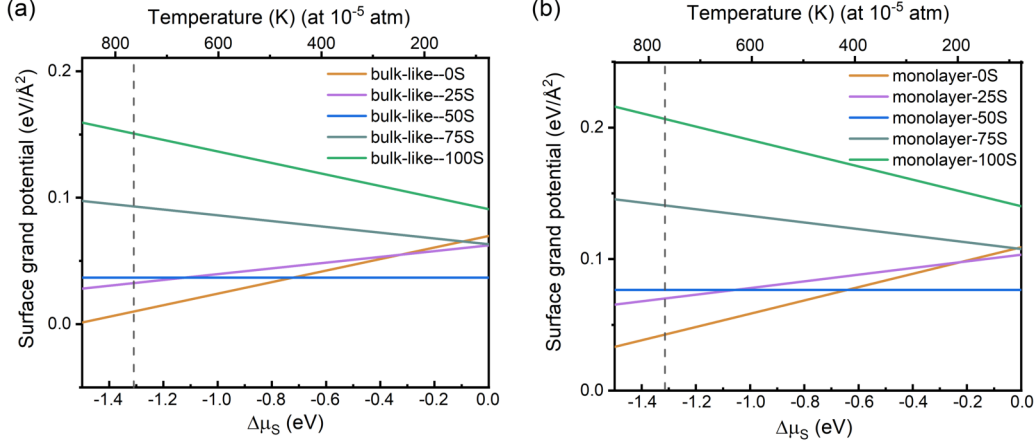 (a)
Temperature (K) (at 10⁻⁵ atm)
800 600 400 200
Surface grand potential (eV/Å²)
0.2
0.1
0.0
bulk-like--0S
bulk-like--25S
bulk-like--50S
bulk-like--75S
bulk-like--100S
-1.4 -1.2 -1.0 -0.8 -0.6 -0.4 -0.2 0.0
Δμ_S (eV)
(b)
Temperature (K) (at 10⁻⁵ atm)
800 600 400 200
Surface grand potential (eV/Å²)
0.2
0.1
0.0
monolayer-0S
monolayer-25S
monolayer-50S
monolayer-75S
monolayer-100S
-1.4 -1.2 -1.0 -0.8 -0.6 -0.4 -0.2 0.0
Δμ_S (eV)